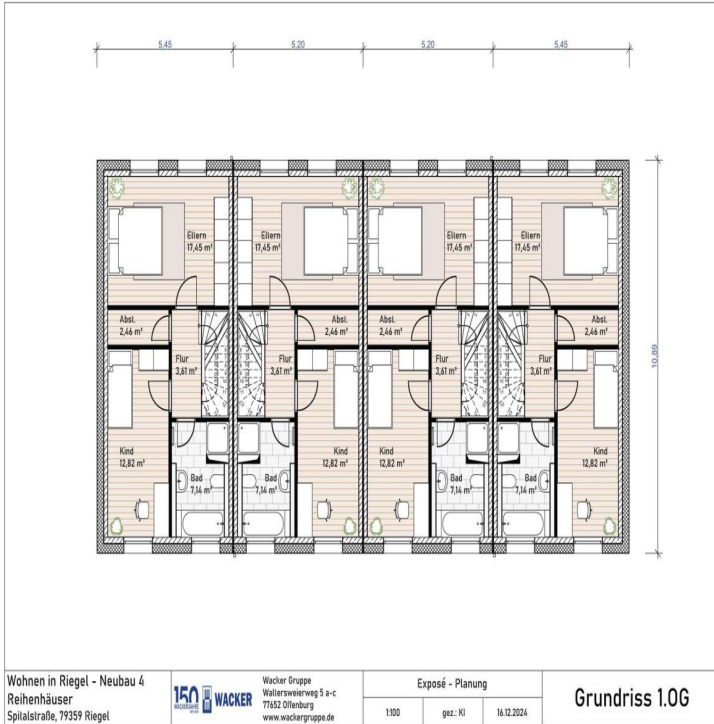 5,45 5,20 5,20 5,45
10,89
Eltern Eltern Eltern Eltern
17,45 m² 17,45 m² 17,45 m² 17,45 m²
Abst. Abst. Abst. Abst.
2,46 m² 2,46 m² 2,46 m² 2,46 m²
Flur Flur Flur Flur
3,61 m² 3,61 m² 3,61 m² 3,61 m²
Kind Kind Kind Kind
12,82 m² 12,82 m² 12,82 m² 12,82 m²
Bad Bad Bad Bad
7,14 m² 7,14 m² 7,14 m² 7,14 m²
Wohnen in Riegel - Neubau 4
Reihenhäuser
Spitalstraße, 79359 Riegel
150
WACKERJAHRE
WACKER
Wacker Gruppe
Waltersweierweg 5 a-c
77652 Offenburg
www.wackergruppe.de
Exposé - Planung
1:100 gez.: KI 16.12.2024
Grundriss 1.OG